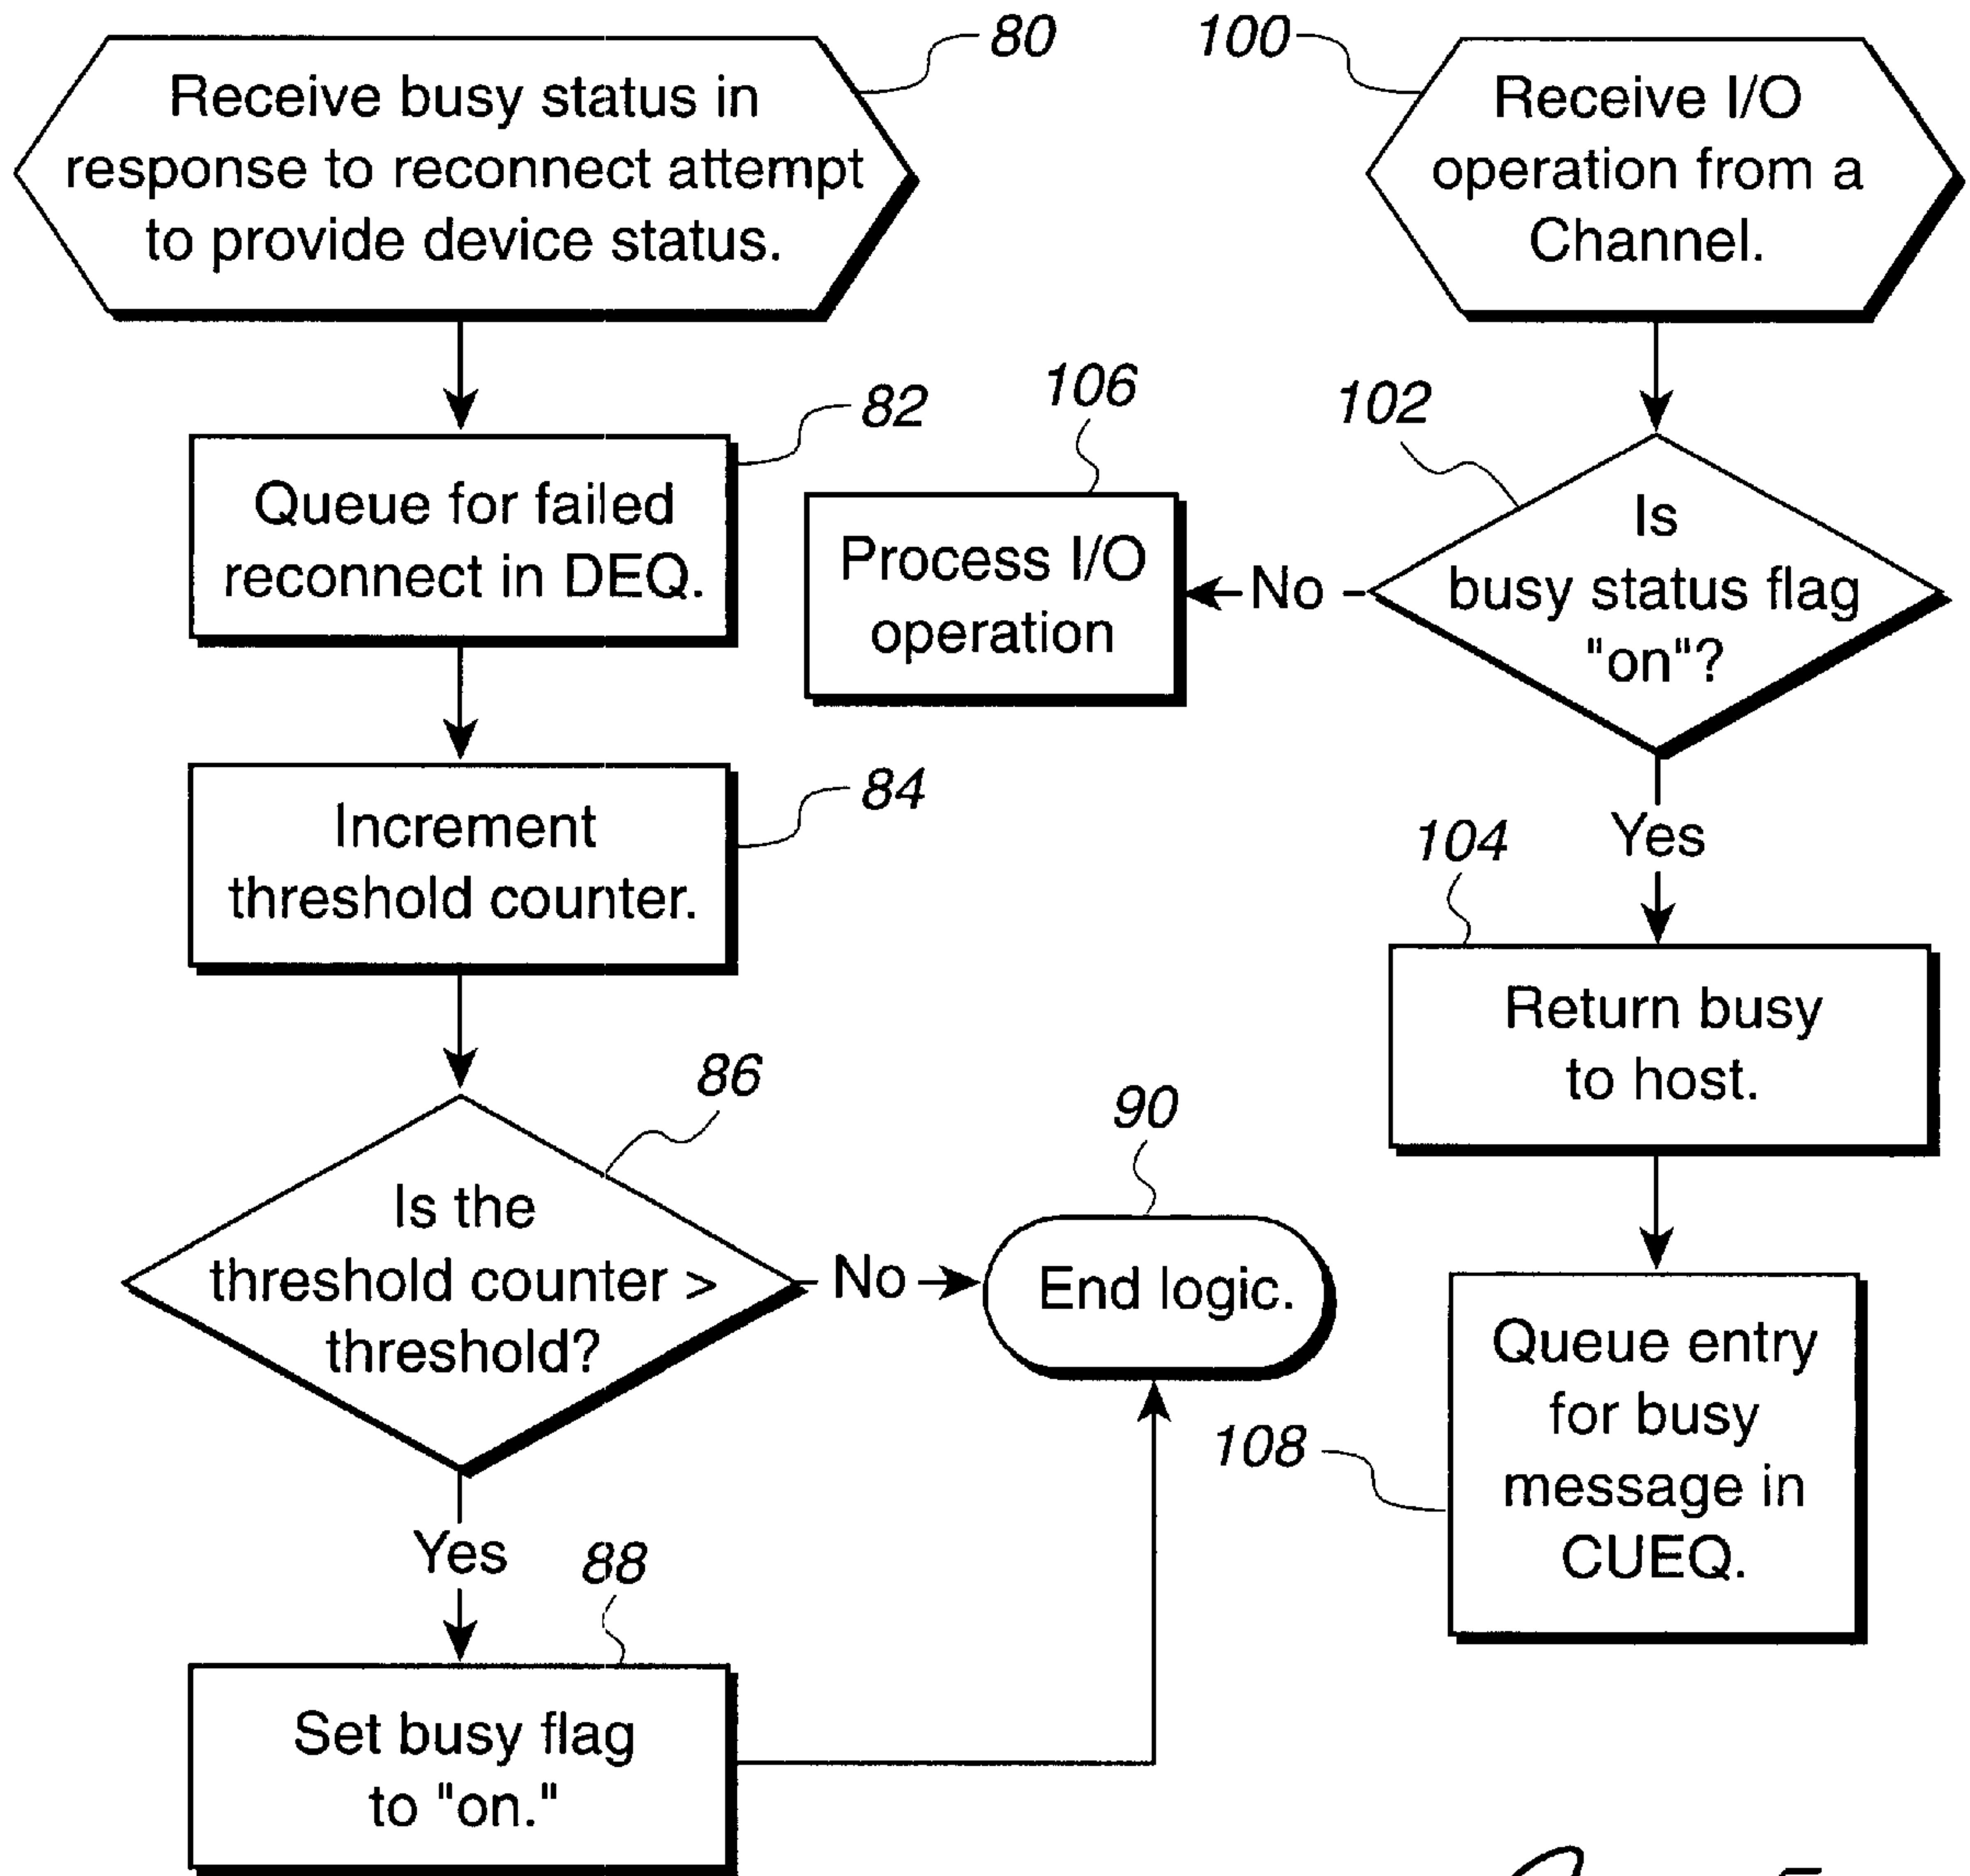 80
Receive busy status in
response to reconnect attempt
to provide device status.
82
Queue for failed
reconnect in DEQ.
84
Increment
threshold counter.
86
Is the
threshold counter >
threshold?
No
90
End logic.
Yes
88
Set busy flag
to "on."
100
Receive I/O
operation from a
Channel.
102
Is
busy status flag
"on"?
No
106
Process I/O
operation
Yes
104
Return busy
to host.
108
Queue entry
for busy
message in
CUEQ.